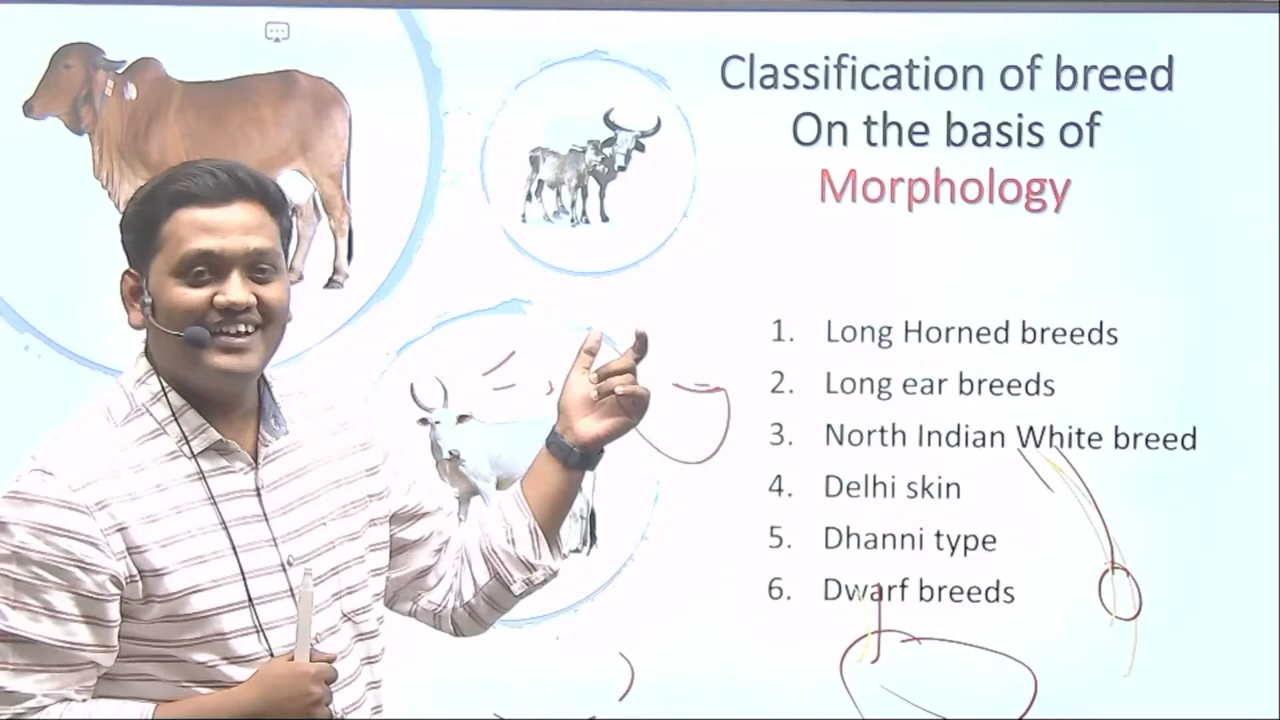 Classification of breed
On the basis of
Morphology
1. Long Horned breeds
2. Long ear breeds
3. North Indian White breed
4. Delhi skin
5. Dhanni type
6. Dwarf breeds